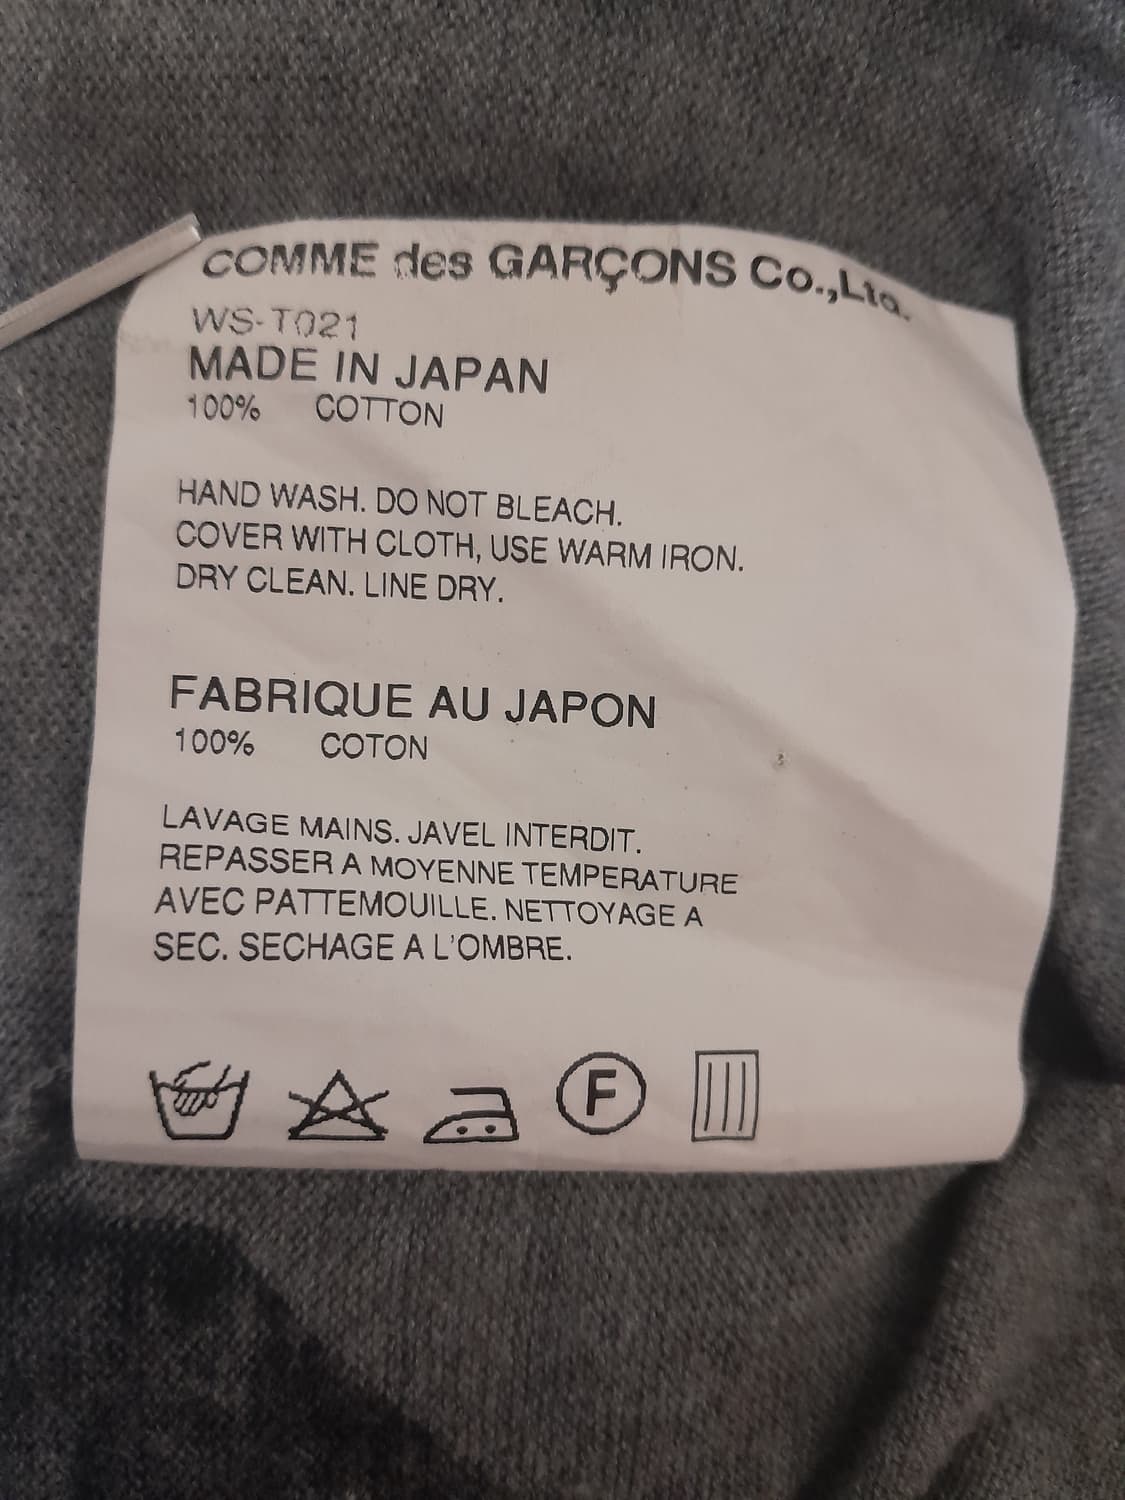 COMME des GARÇONS Co.,Ltd.
WS-T021
MADE IN JAPAN
100% COTTON
HAND WASH. DO NOT BLEACH.
COVER WITH CLOTH, USE WARM IRON.
DRY CLEAN. LINE DRY.
FABRIQUE AU JAPON
100% COTON
LAVAGE MAINS. JAVEL INTERDIT.
REPASSER A MOYENNE TEMPERATURE
AVEC PATTEMOUILLE. NETTOYAGE A
SEC. SECHAGE A L'OMBRE.
F